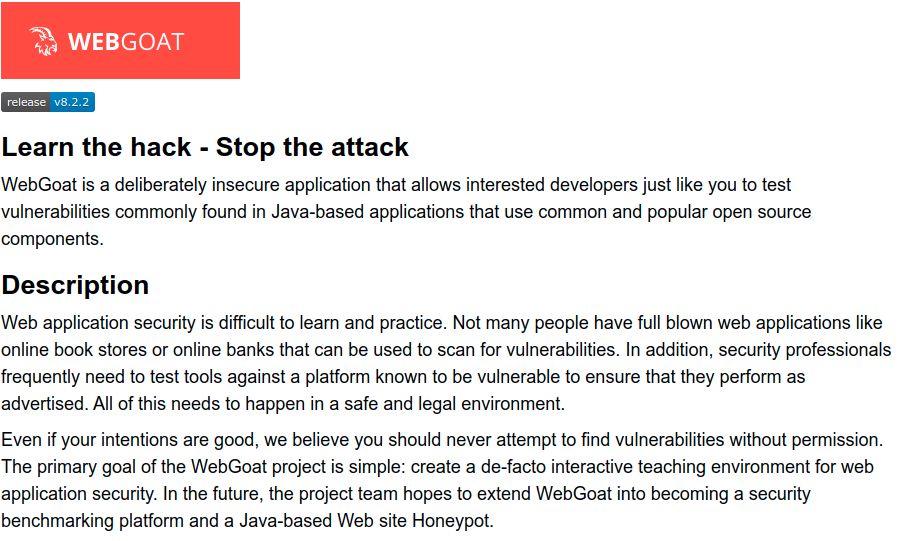 WEBGOAT
release v8.2.2
Learn the hack - Stop the attack
WebGoat is a deliberately insecure application that allows interested developers just like you to test
vulnerabilities commonly found in Java-based applications that use common and popular open source
components.
Description
Web application security is difficult to learn and practice. Not many people have full blown web applications like
online book stores or online banks that can be used to scan for vulnerabilities. In addition, security professionals
frequently need to test tools against a platform known to be vulnerable to ensure that they perform as
advertised. All of this needs to happen in a safe and legal environment.
Even if your intentions are good, we believe you should never attempt to find vulnerabilities without permission.
The primary goal of the WebGoat project is simple: create a de-facto interactive teaching environment for web
application security. In the future, the project team hopes to extend WebGoat into becoming a security
benchmarking platform and a Java-based Web site Honeypot.